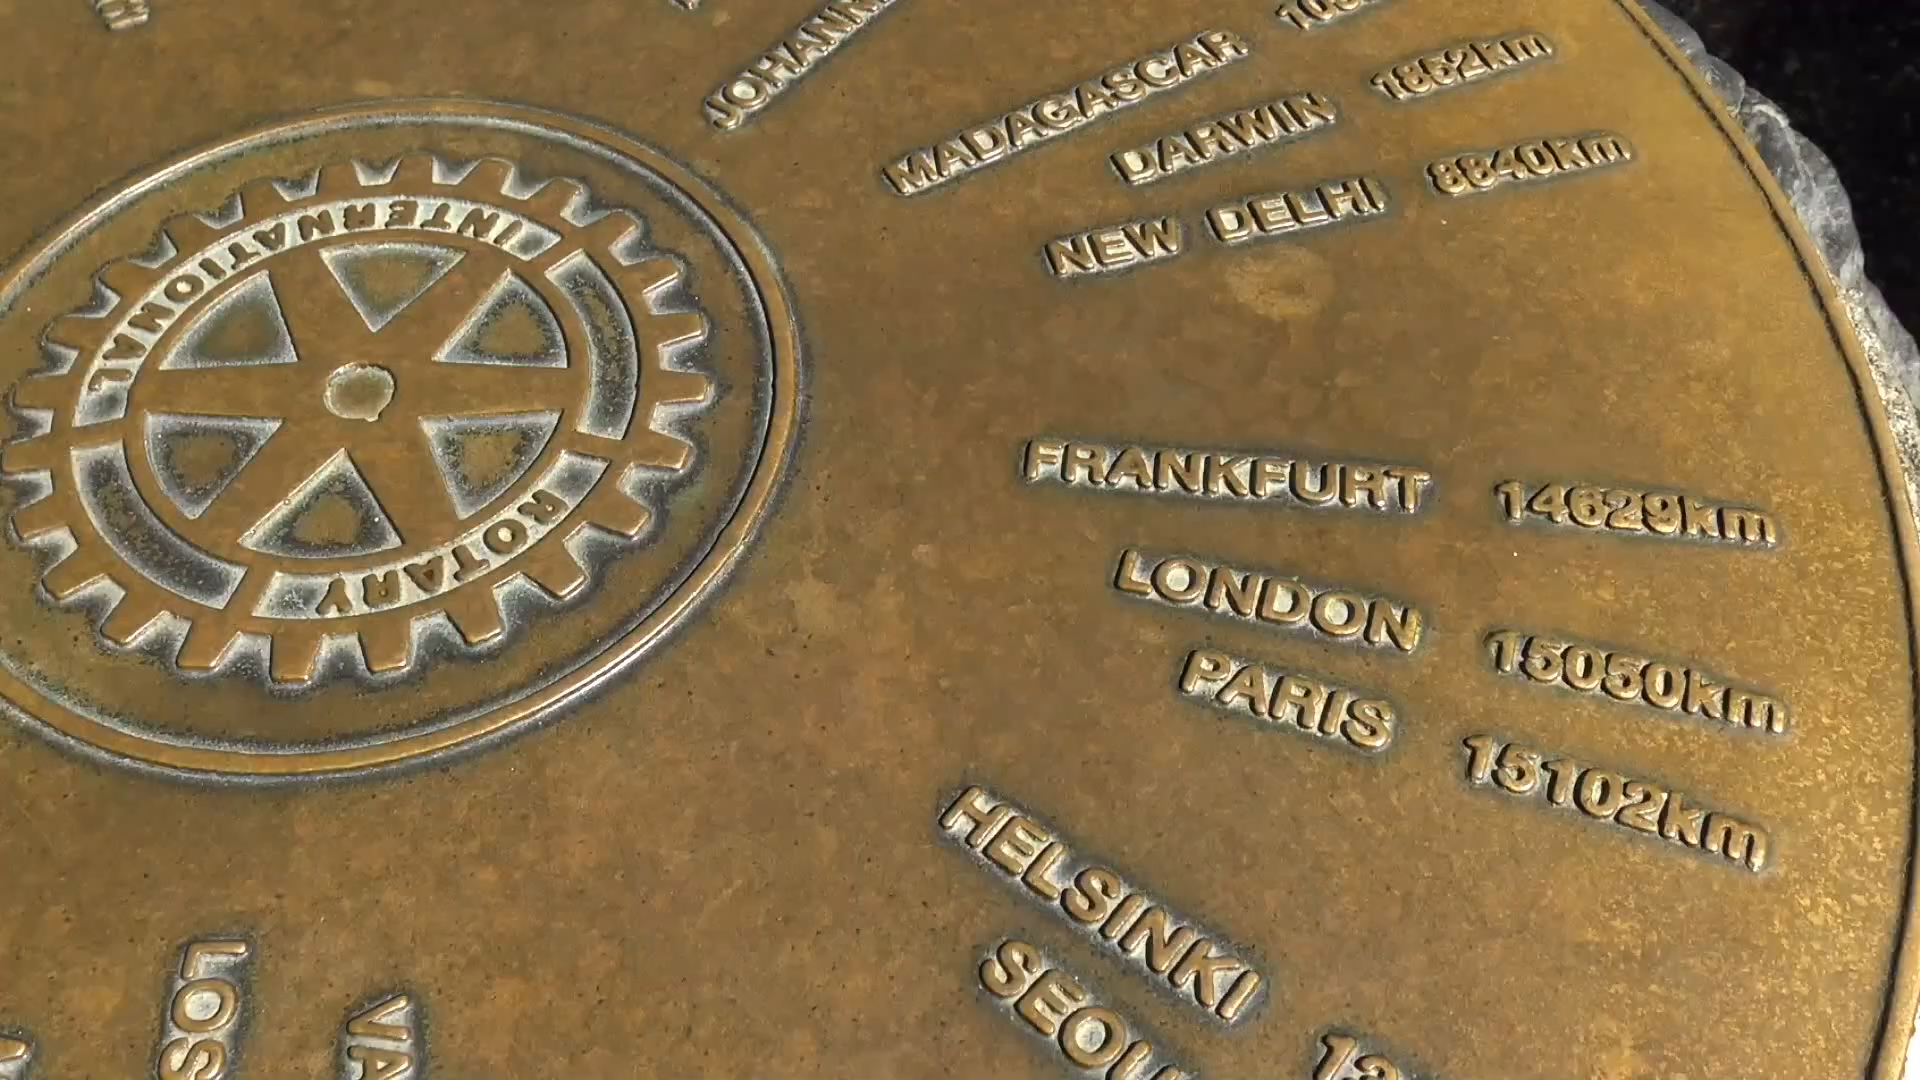 MADAGASCAR
DARWIN 1852km
NEW DELHI 8840km
FRANKFURT 14629km
LONDON 15050km
PARIS 15102km
HELSINKI
ROTARY
INTERNATIONAL